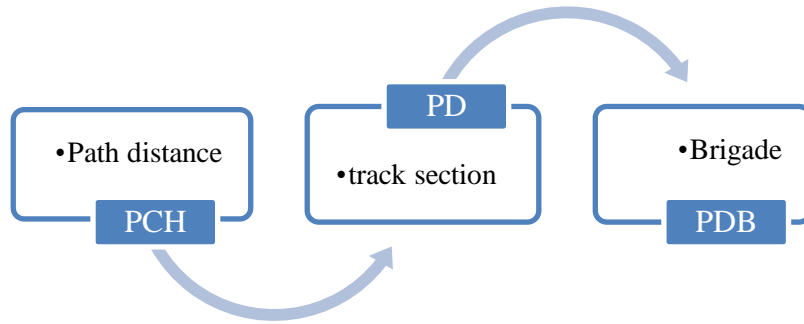 •Path distance
PCH
PD
•track section
•Brigade
PDB